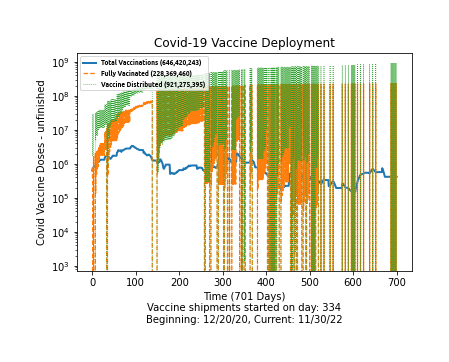 Covid-19 Vaccine Deployment
Total Vaccinations (646,420,243)
Fully Vacinated (228,369,460)
Vaccine Distributed (921,275,395)
Covid Vaccine Doses - unfinished
10⁹
10⁸
10⁷
10⁶
10⁵
10⁴
10³
0 100 200 300 400 500 600 700
Time (701 Days)
Vaccine shipments started on day: 334
Beginning: 12/20/20, Current: 11/30/22